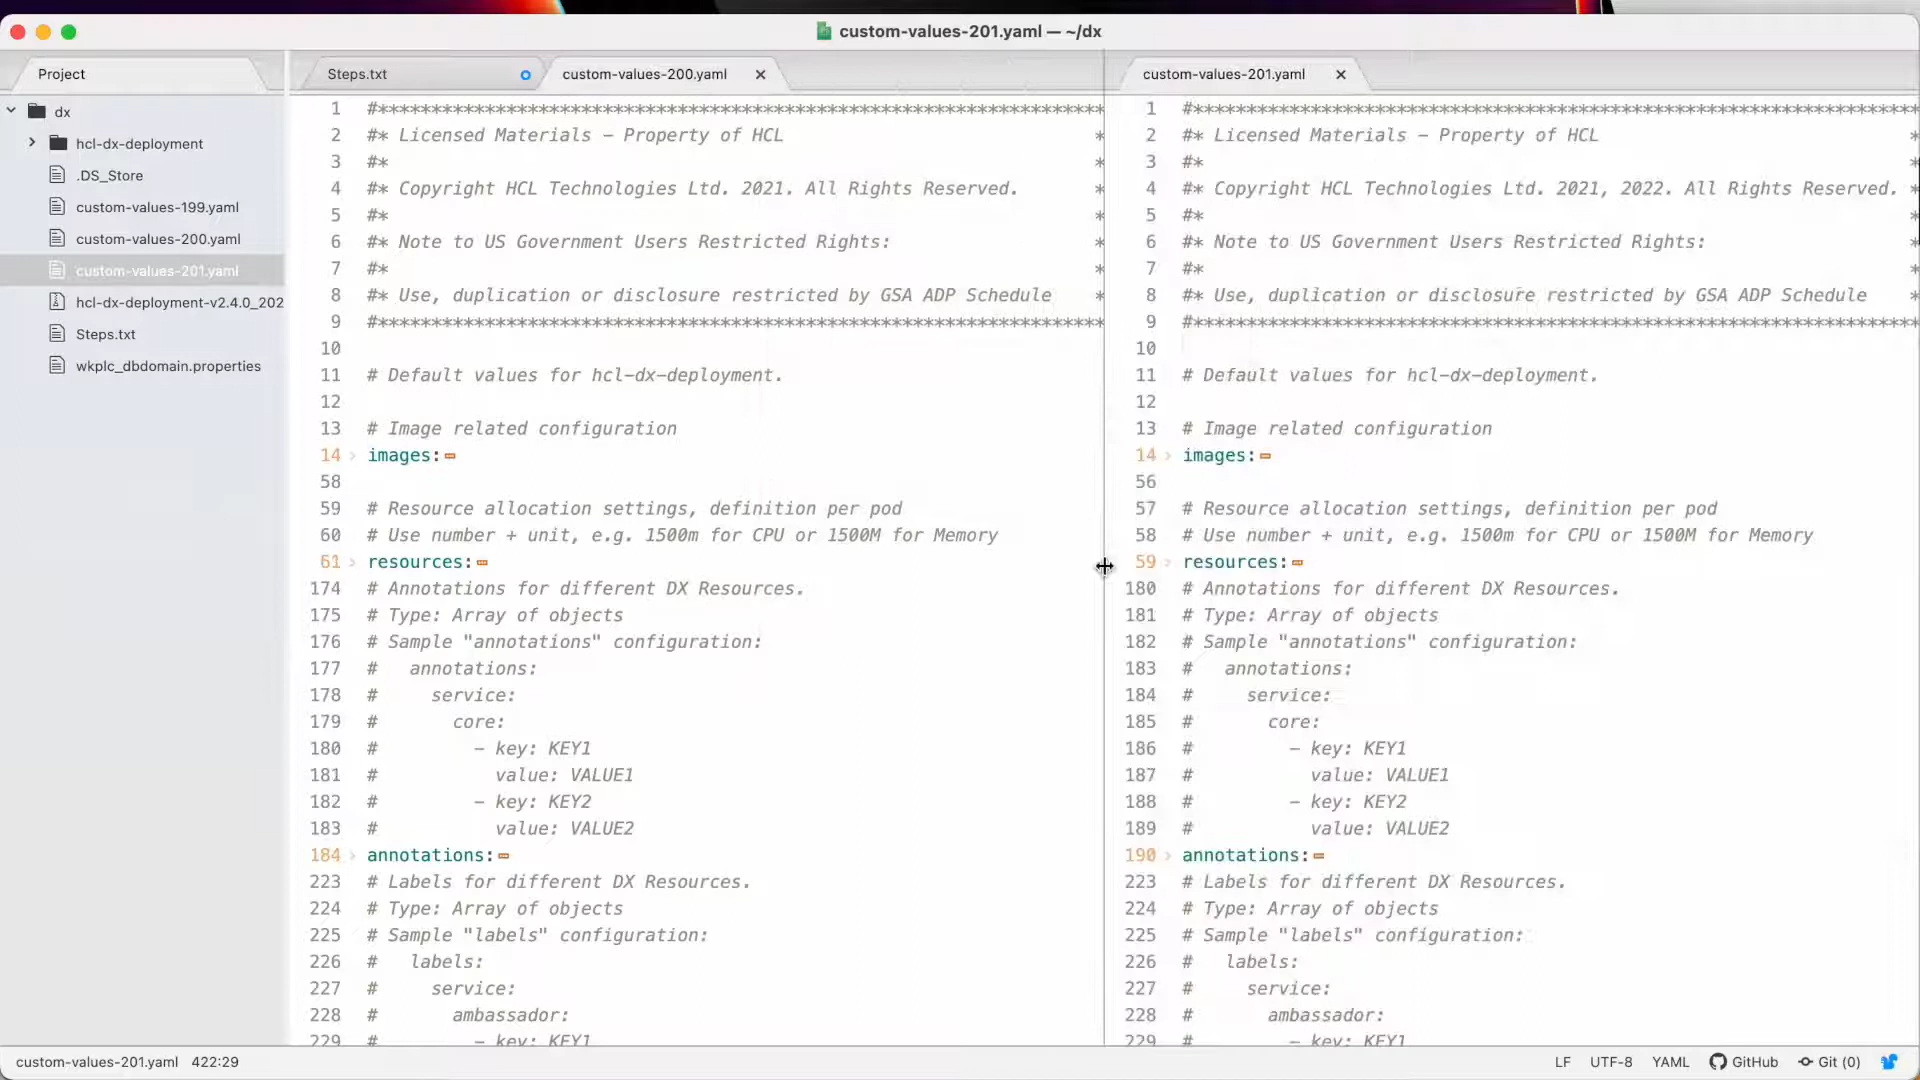 custom-values-201.yaml — ~/dx
Project
dx
hcl-dx-deployment
.DS_Store
custom-values-199.yaml
custom-values-200.yaml
custom-values-201.yaml
hcl-dx-deployment-v2.4.0_202
Steps.txt
wkplc_dbdomain.properties
Steps.txt
custom-values-200.yaml
1 #*********************************************************************
2 #* Licensed Materials - Property of HCL *
3 #* *
4 #* Copyright HCL Technologies Ltd. 2021. All Rights Reserved. *
5 #* *
6 #* Note to US Government Users Restricted Rights: *
7 #* *
8 #* Use, duplication or disclosure restricted by GSA ADP Schedule *
9 #*********************************************************************
10
11 # Default values for hcl-dx-deployment.
12
13 # Image related configuration
14 images:
58
59 # Resource allocation settings, definition per pod
60 # Use number + unit, e.g. 1500m for CPU or 1500M for Memory
61 resources:
174 # Annotations for different DX Resources.
175 # Type: Array of objects
176 # Sample "annotations" configuration:
177 #   annotations:
178 #     service:
179 #       core:
180 #         - key: KEY1
181 #           value: VALUE1
182 #         - key: KEY2
183 #           value: VALUE2
184 annotations:
223 # Labels for different DX Resources.
224 # Type: Array of objects
225 # Sample "labels" configuration:
226 #   labels:
227 #     service:
228 #       ambassador:
229 #         - key: KEY1
custom-values-201.yaml
1 #*********************************************************************
2 #* Licensed Materials - Property of HCL *
3 #* *
4 #* Copyright HCL Technologies Ltd. 2021, 2022. All Rights Reserved. *
5 #* *
6 #* Note to US Government Users Restricted Rights: *
7 #* *
8 #* Use, duplication or disclosure restricted by GSA ADP Schedule *
9 #*********************************************************************
10
11 # Default values for hcl-dx-deployment.
12
13 # Image related configuration
14 images:
56
57 # Resource allocation settings, definition per pod
58 # Use number + unit, e.g. 1500m for CPU or 1500M for Memory
59 resources:
180 # Annotations for different DX Resources.
181 # Type: Array of objects
182 # Sample "annotations" configuration:
183 #   annotations:
184 #     service:
185 #       core:
186 #         - key: KEY1
187 #           value: VALUE1
188 #         - key: KEY2
189 #           value: VALUE2
190 annotations:
223 # Labels for different DX Resources.
224 # Type: Array of objects
225 # Sample "labels" configuration:
226 #   labels:
227 #     service:
228 #       ambassador:
229 #         - key: KEY1
custom-values-201.yaml 422:29
LF UTF-8 YAML GitHub Git (0)